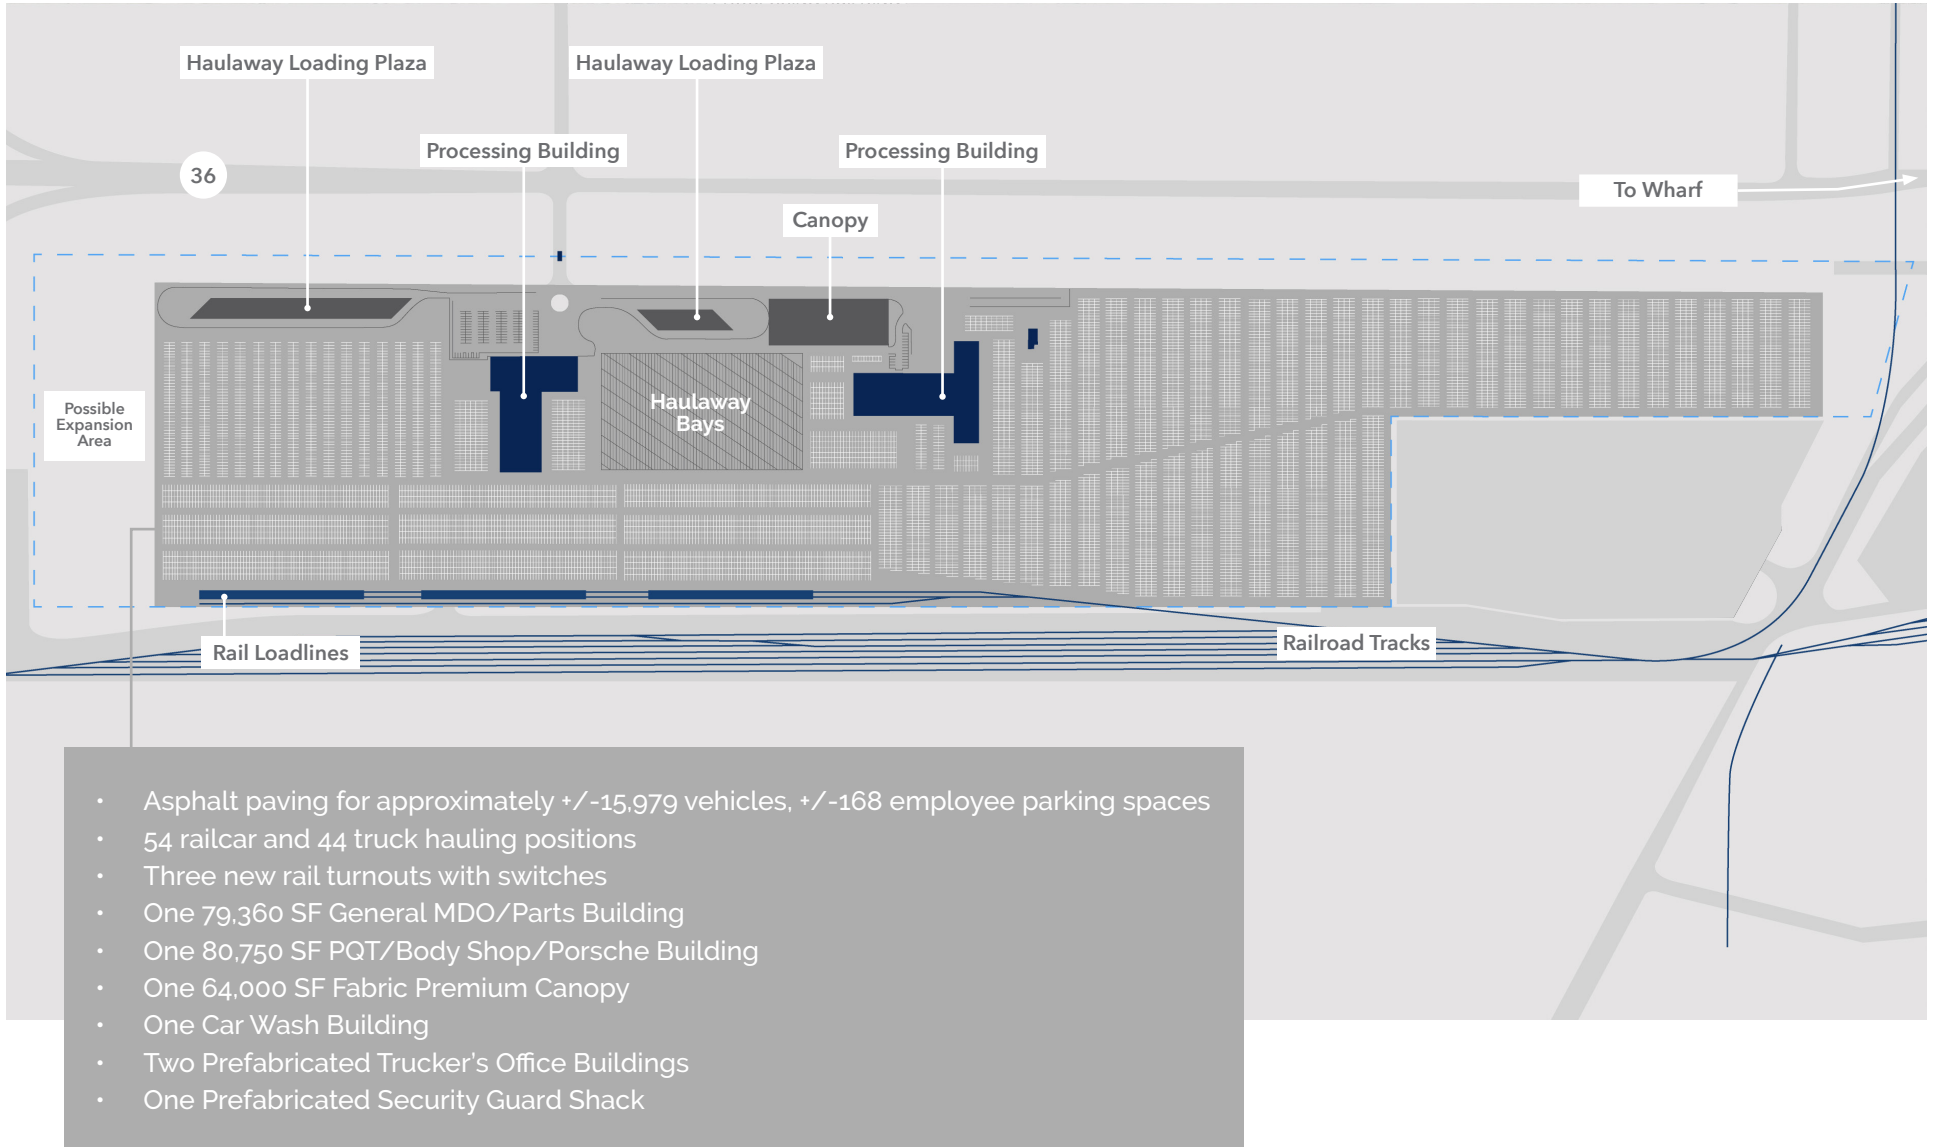 Haulaway Loading Plaza
Haulaway Loading Plaza
Processing Building
Processing Building
36
To Wharf
Canopy
Possible
Expansion
Area
Haulaway
Bays
Rail Loadlines
Railroad Tracks
• Asphalt paving for approximately +/-15,979 vehicles, +/-168 employee parking spaces
• 54 railcar and 44 truck hauling positions
• Three new rail turnouts with switches
• One 79,360 SF General MDO/Parts Building
• One 80,750 SF PQT/Body Shop/Porsche Building
• One 64,000 SF Fabric Premium Canopy
• One Car Wash Building
• Two Prefabricated Trucker's Office Buildings
• One Prefabricated Security Guard Shack